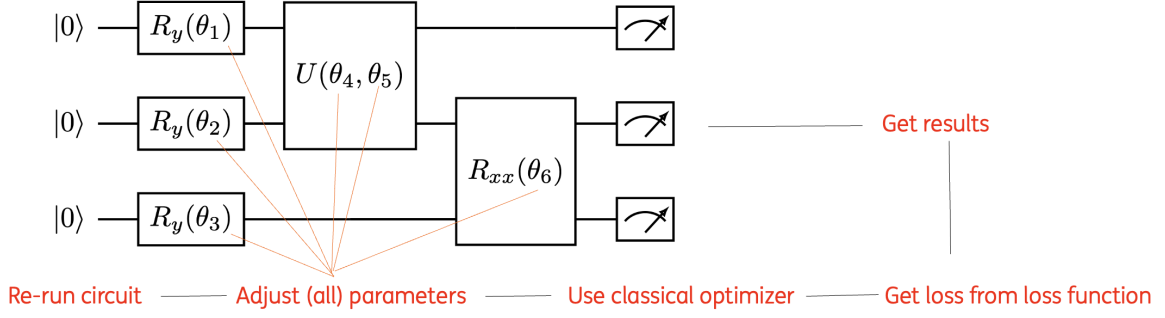 |0⟩ R_y(θ_1)
U(θ_4, θ_5)
|0⟩ R_y(θ_2) Get results
R_xx(θ_6)
|0⟩ R_y(θ_3)
Re-run circuit Adjust (all) parameters Use classical optimizer Get loss from loss function